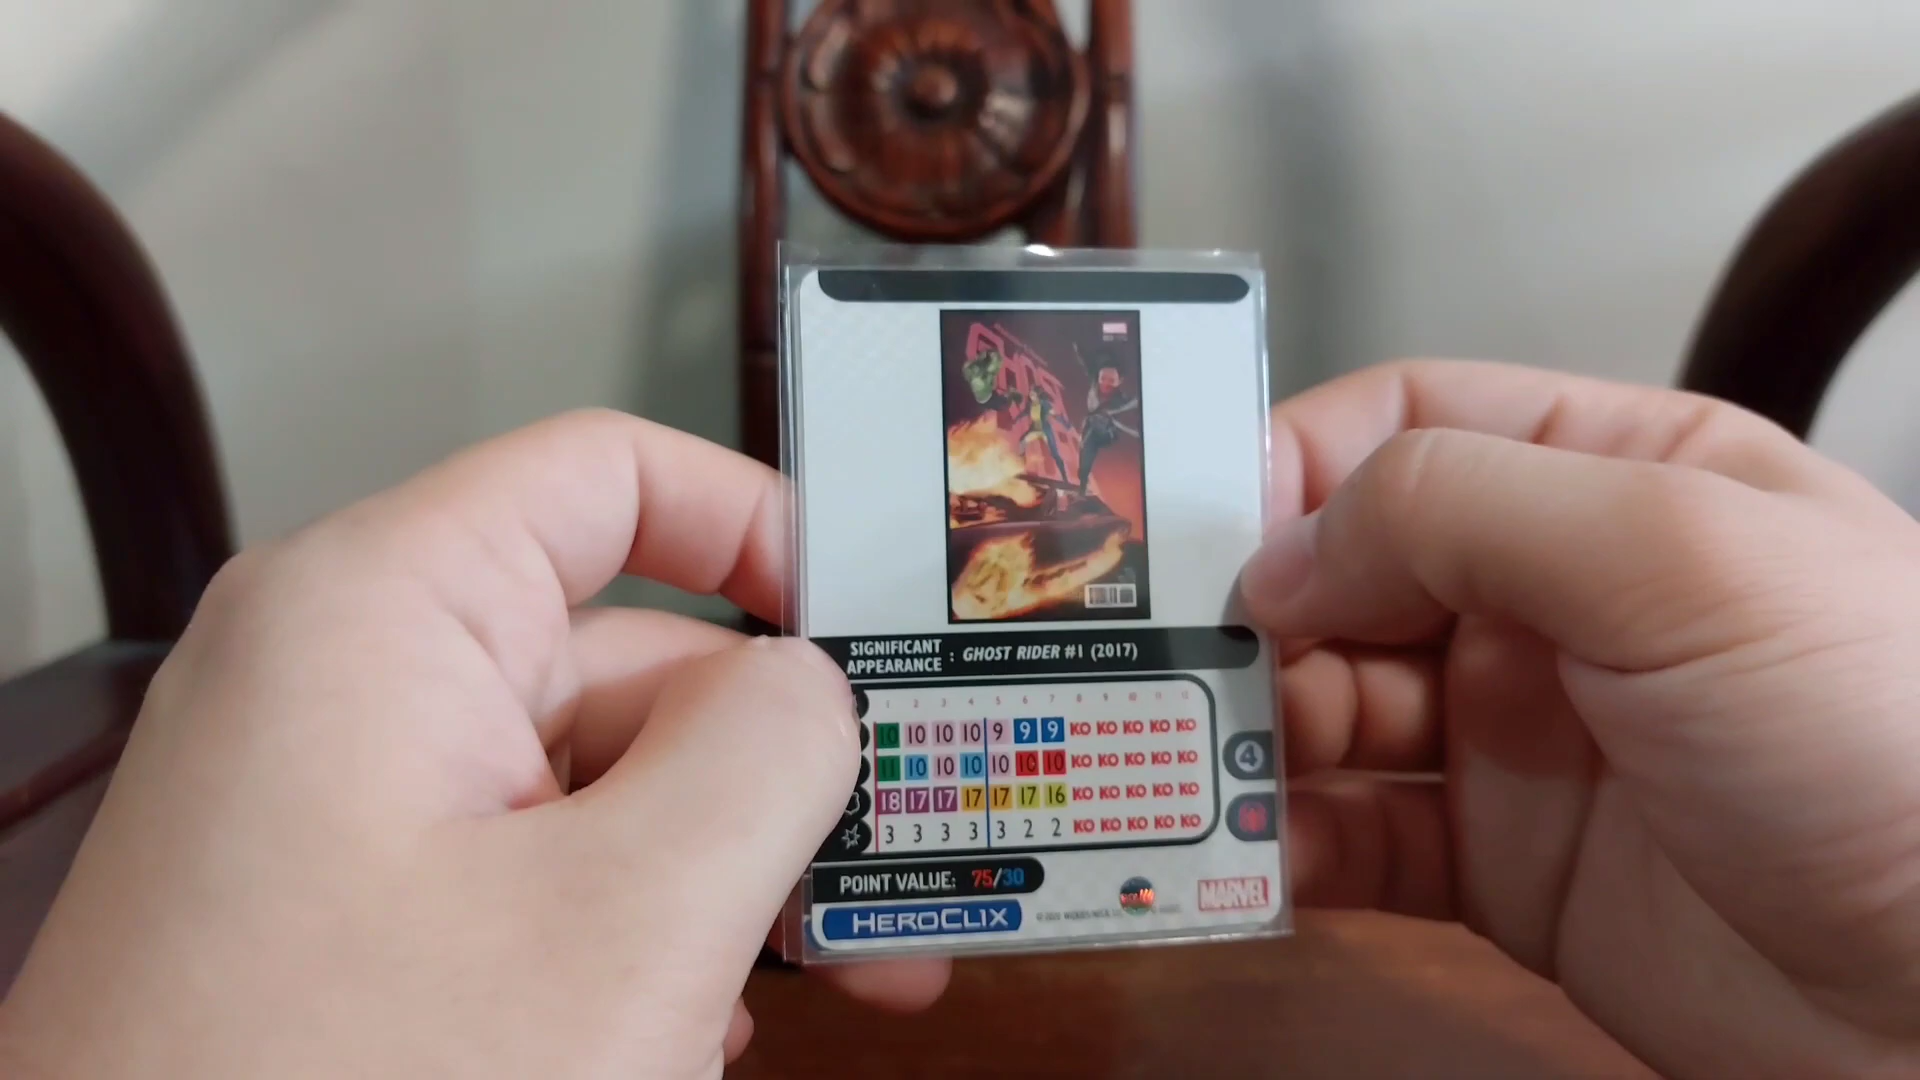 MARVEL
GHOST
SIGNIFICANT
APPEARANCE : GHOST RIDER #1 (2017)
1 2 3 4 5 6 7 8 9 10 11 12
10 10 10 10 9 9 9 KO KO KO KO KO
11 10 10 10 10 10 10 KO KO KO KO KO
18 17 17 17 17 17 16 KO KO KO KO KO
3 3 3 3 3 2 2 KO KO KO KO KO
4
POINT VALUE: 75/30
HEROCLIX
MARVEL